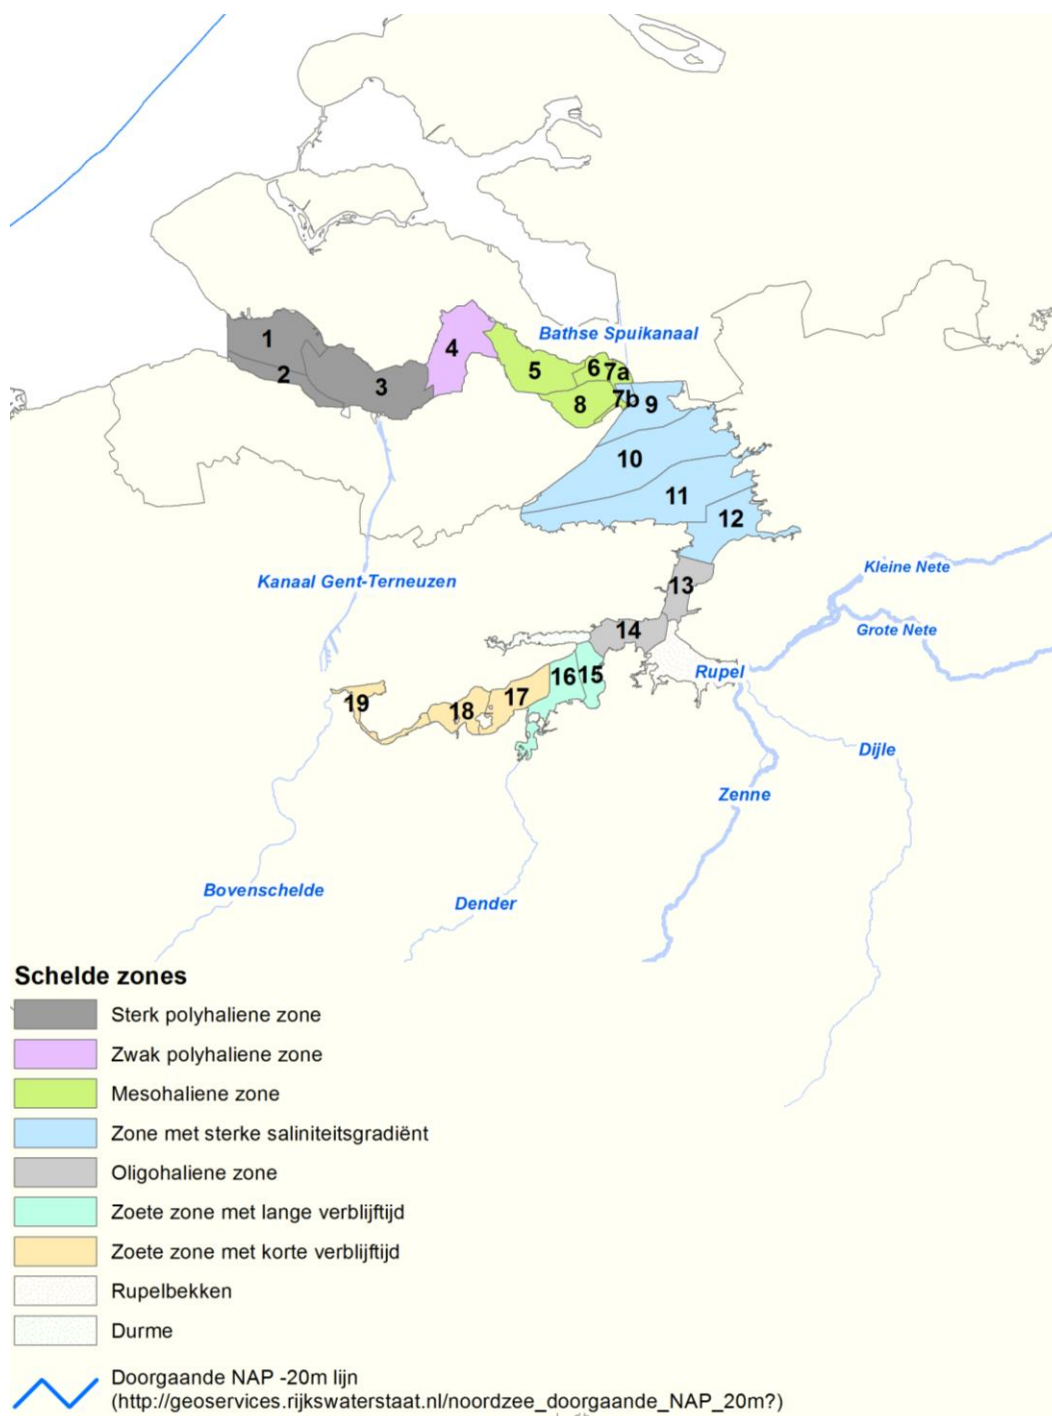 Bathse Spuikanaal
1
4
2
5
6
7a
3
8
7b
9
10
11
12
Kanaal Gent-Terneuzen
Kleine Nete
13
14
Grote Nete
16
15
Rupel
19
18
17
Dijle
Zenne
Bovenschelde
Dender
Schelde zones
Sterk polyhaliene zone
Zwak polyhaliene zone
Mesohaliene zone
Zone met sterke saliniteitsgradiënt
Oligohaliene zone
Zoete zone met lange verblijftijd
Zoete zone met korte verblijftijd
Rupelbekken
Durme
Doorgaande NAP -20m lijn
(http://geoservices.rijkswaterstaat.nl/noordzee_doorgaande_NAP_20m?)